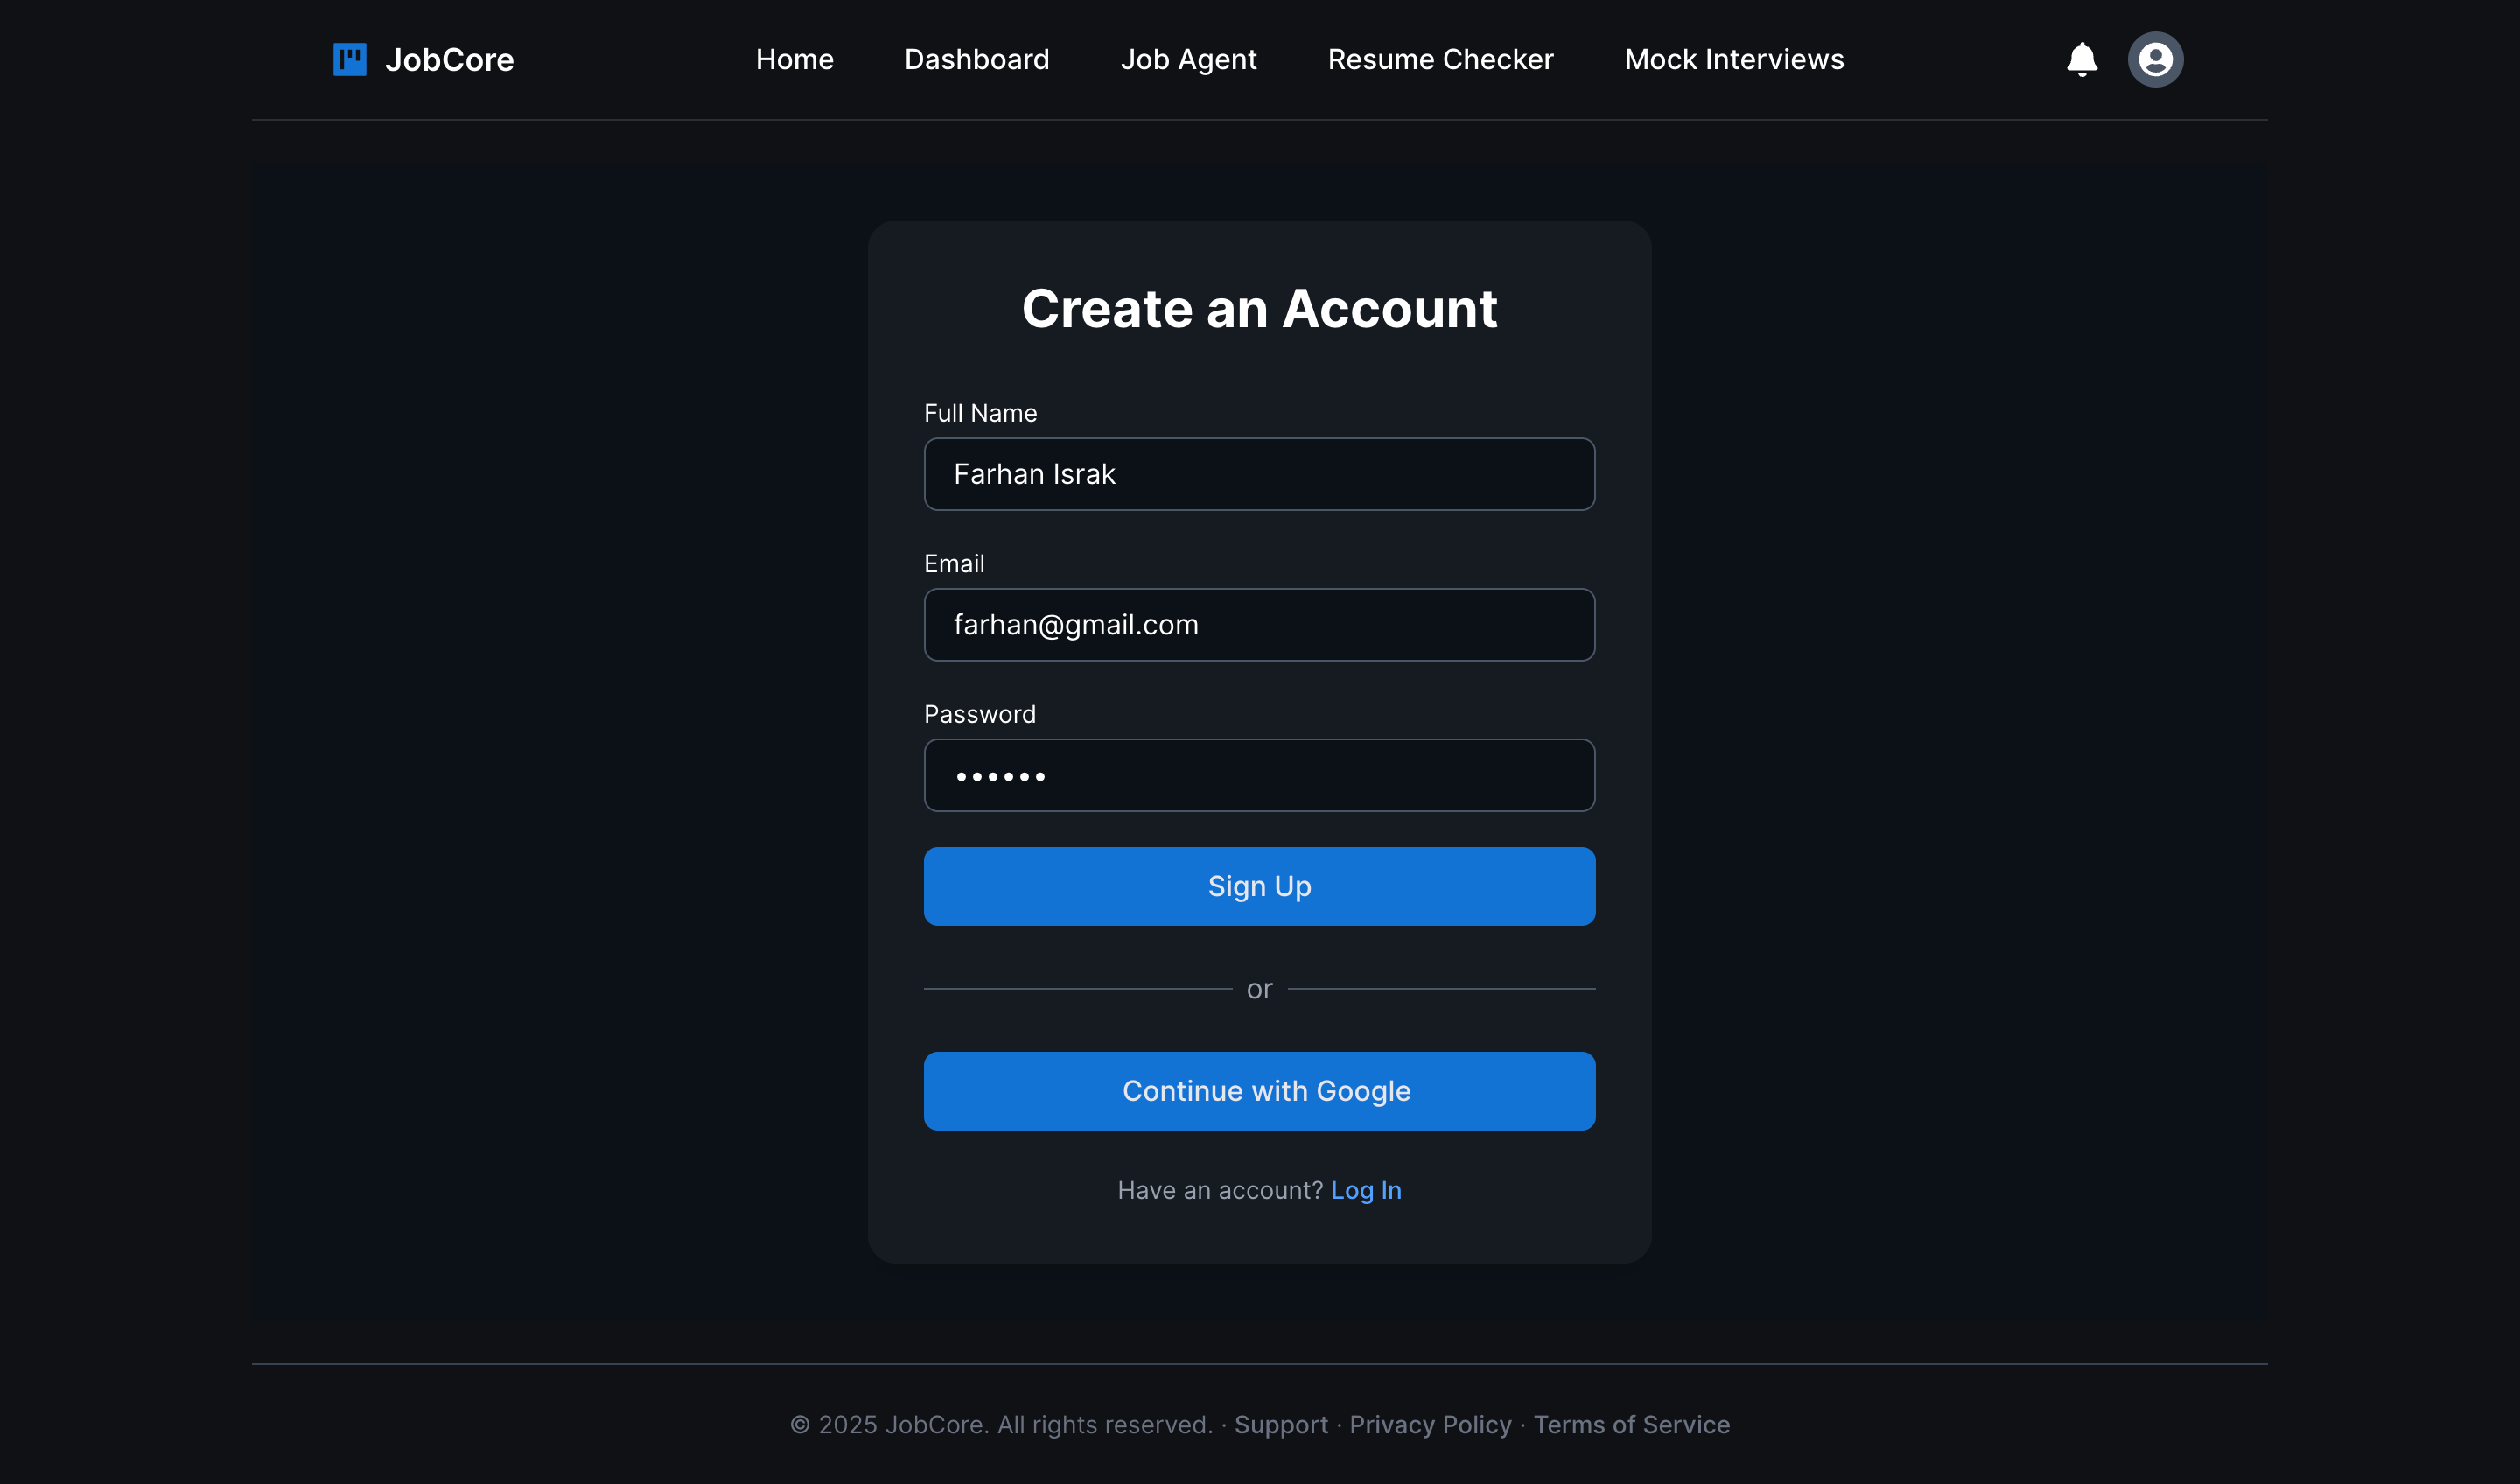 JobCore Home Dashboard Job Agent Resume Checker Mock Interviews
Create an Account
Full Name
Farhan Israk
Email
farhan@gmail.com
Password
••••••
Sign Up
or
Continue with Google
Have an account? Log In
© 2025 JobCore. All rights reserved. · Support · Privacy Policy · Terms of Service